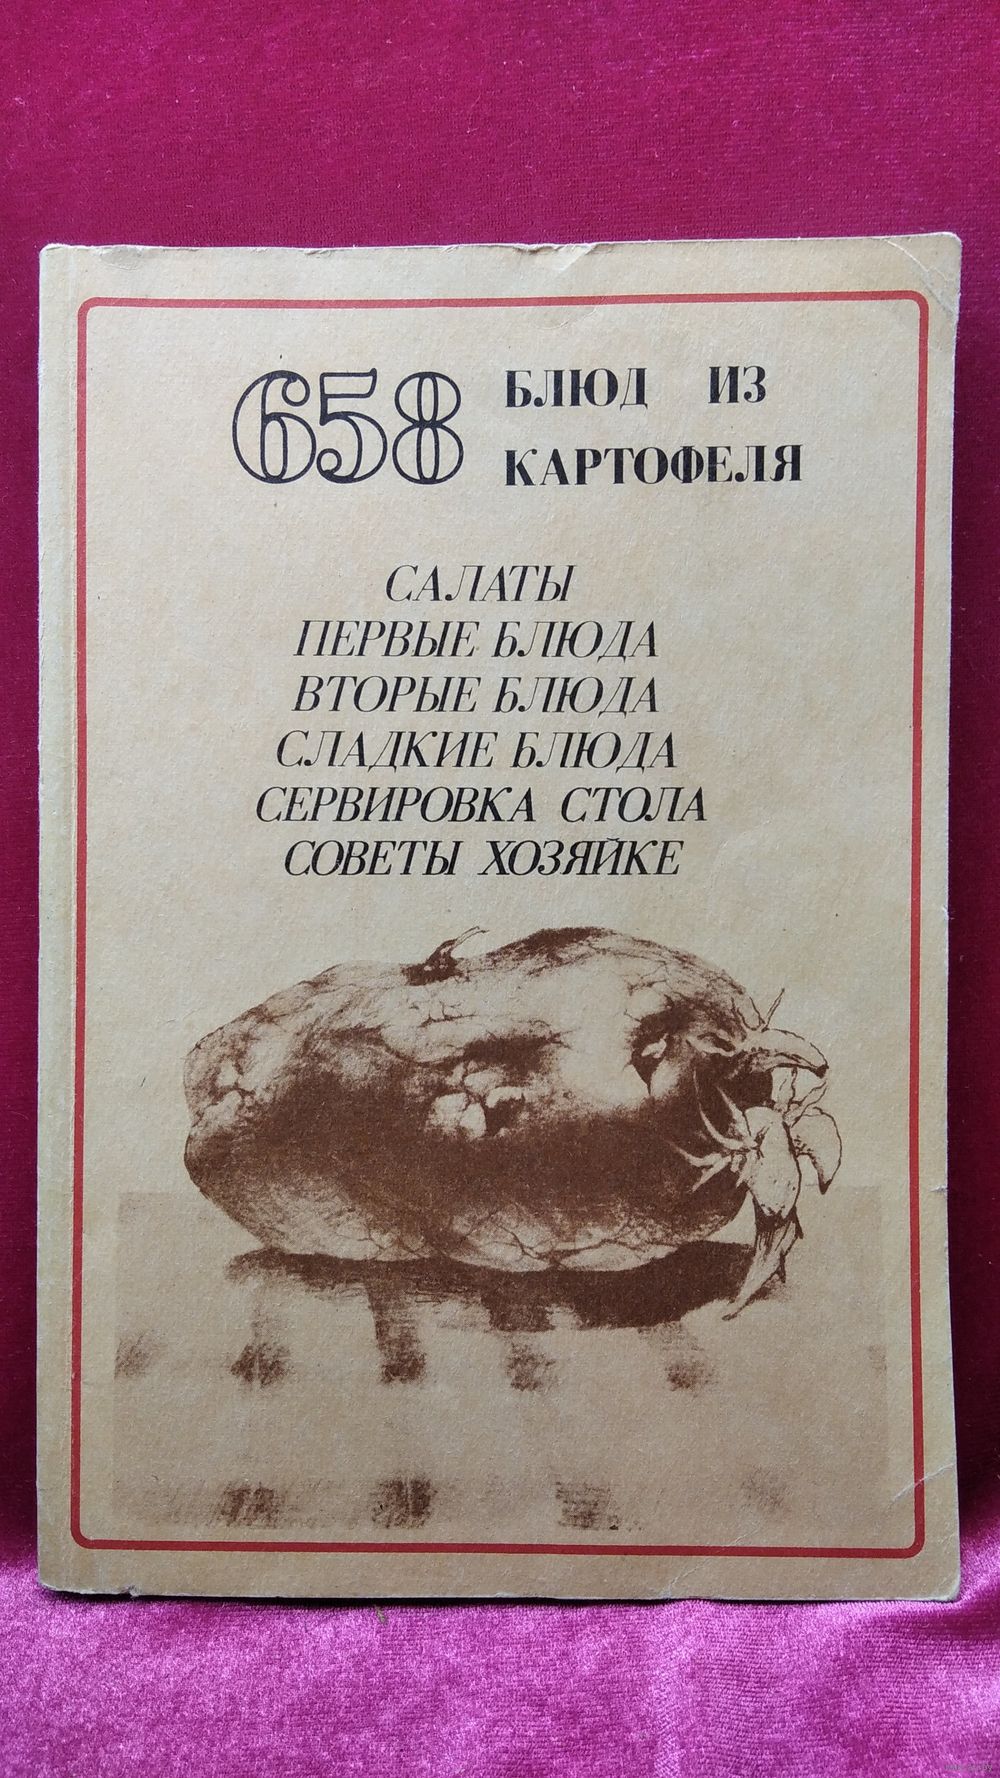 658 БЛЮД ИЗ
КАРТОФЕЛЯ
САЛАТЫ
ПЕРВЫЕ БЛЮДА
ВТОРЫЕ БЛЮДА
СЛАДКИЕ БЛЮДА
СЕРВИРОВКА СТОЛА
СОВЕТЫ ХОЗЯЙКЕ